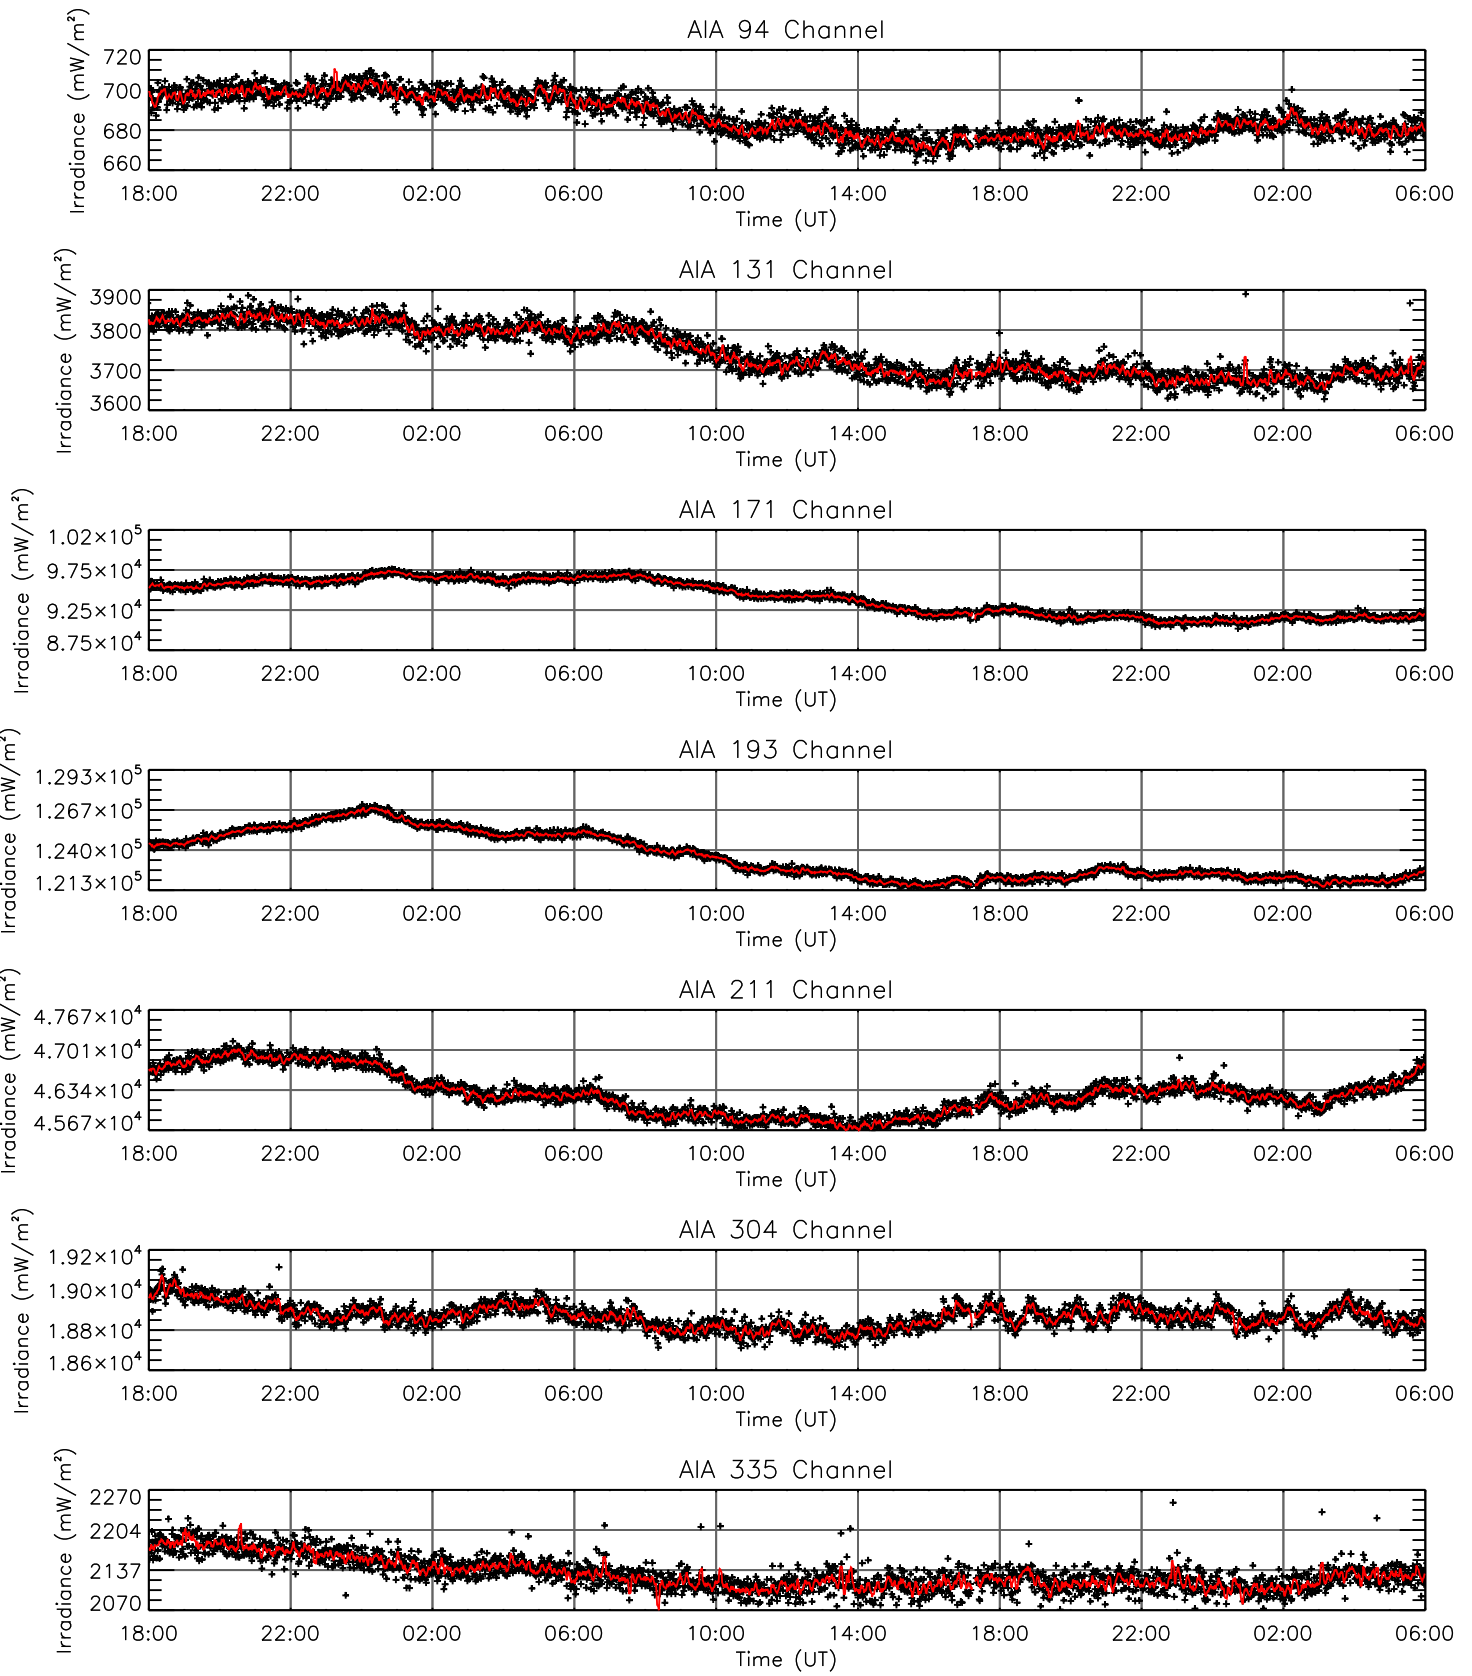 AIA 94 Channel
Irradiance (mW/m²)
720
700
680
660
18:00 22:00 02:00 06:00 10:00 14:00 18:00 22:00 02:00 06:00
Time (UT)
AIA 131 Channel
Irradiance (mW/m²)
3900
3800
3700
3600
18:00 22:00 02:00 06:00 10:00 14:00 18:00 22:00 02:00 06:00
Time (UT)
AIA 171 Channel
Irradiance (mW/m²)
1.02×10⁵
9.75×10⁴
9.25×10⁴
8.75×10⁴
18:00 22:00 02:00 06:00 10:00 14:00 18:00 22:00 02:00 06:00
Time (UT)
AIA 193 Channel
Irradiance (mW/m²)
1.293×10⁵
1.267×10⁵
1.240×10⁵
1.213×10⁵
18:00 22:00 02:00 06:00 10:00 14:00 18:00 22:00 02:00 06:00
Time (UT)
AIA 211 Channel
Irradiance (mW/m²)
4.767×10⁴
4.701×10⁴
4.634×10⁴
4.567×10⁴
18:00 22:00 02:00 06:00 10:00 14:00 18:00 22:00 02:00 06:00
Time (UT)
AIA 304 Channel
Irradiance (mW/m²)
1.92×10⁴
1.90×10⁴
1.88×10⁴
1.86×10⁴
18:00 22:00 02:00 06:00 10:00 14:00 18:00 22:00 02:00 06:00
Time (UT)
AIA 335 Channel
Irradiance (mW/m²)
2270
2204
2137
2070
18:00 22:00 02:00 06:00 10:00 14:00 18:00 22:00 02:00 06:00
Time (UT)